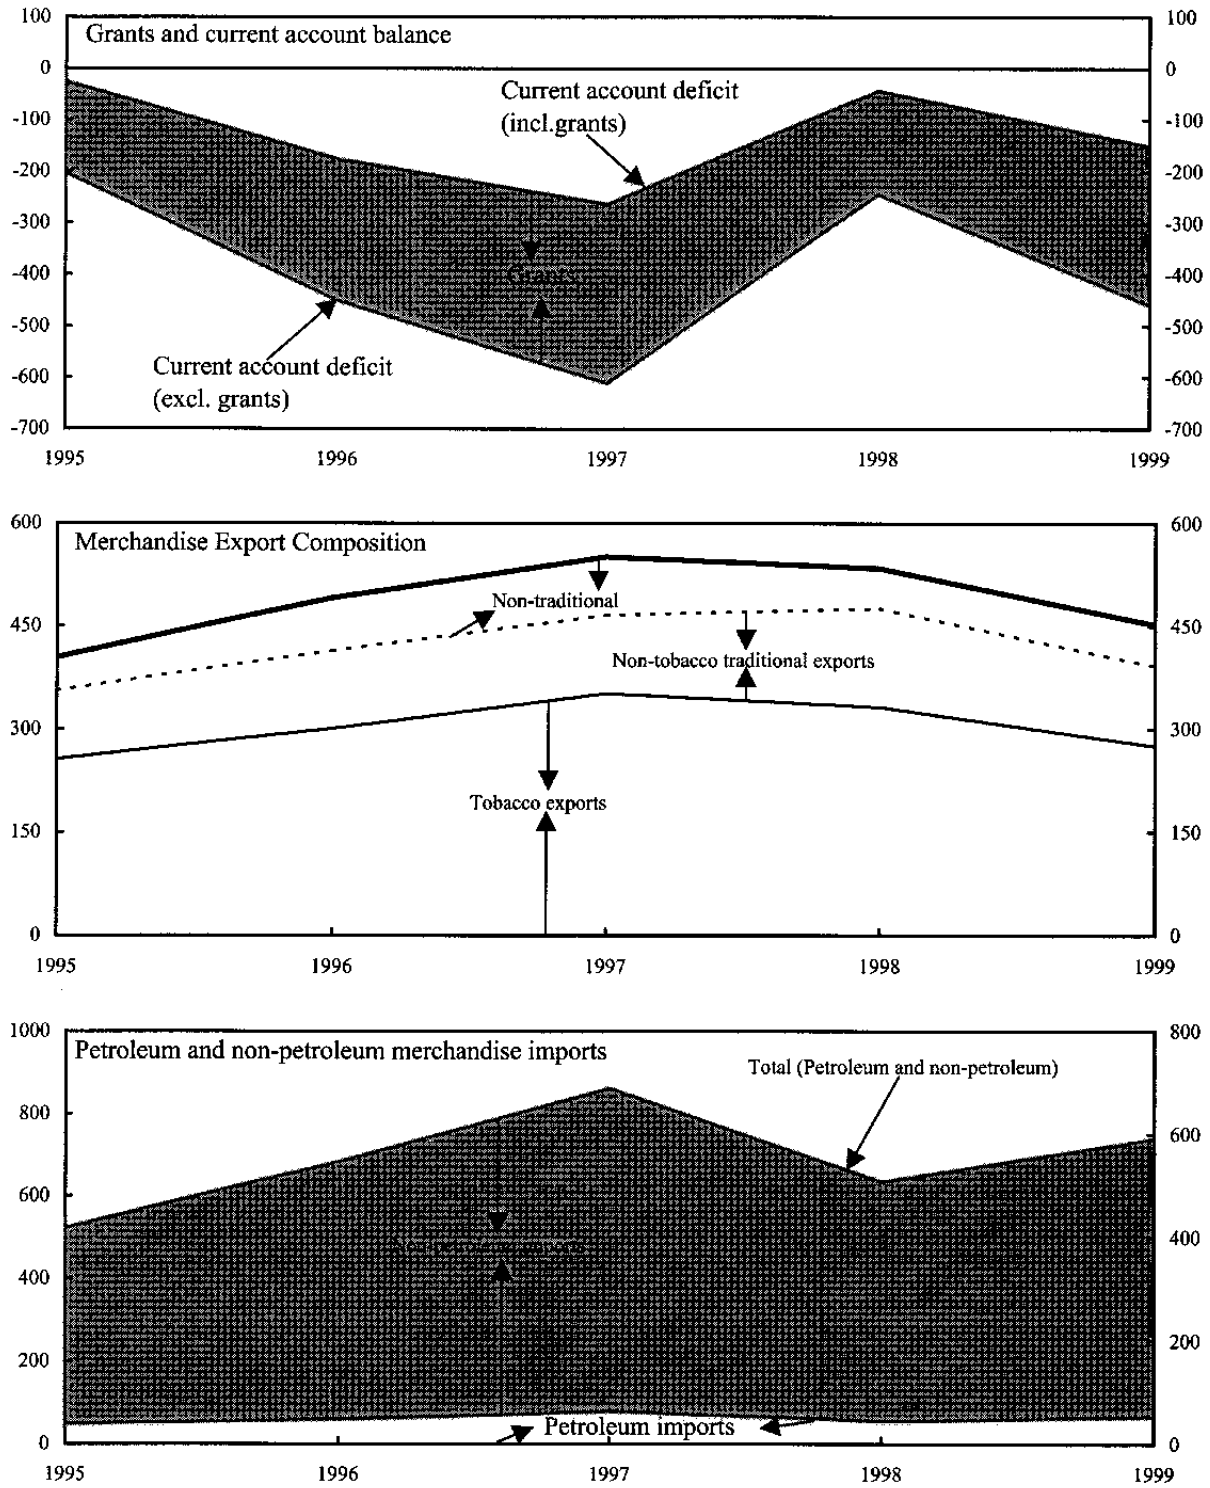 100 100
Grants and current account balance
0 0
Current account deficit
(incl.grants)
-100 -100
-200 -200
-300 -300
Grants
-400 -400
-500 -500
Current account deficit
(excl. grants)
-600 -600
-700 -700
1995 1996 1997 1998 1999
600 600
Merchandise Export Composition
Non-traditional
450 450
Non-tobacco traditional exports
300 300
Tobacco exports
150 150
0 0
1995 1996 1997 1998 1999
1000 800
Petroleum and non-petroleum merchandise imports
Total (Petroleum and non-petroleum)
800
600
600
400
400
200
200
Petroleum imports
0 0
1995 1996 1997 1998 1999